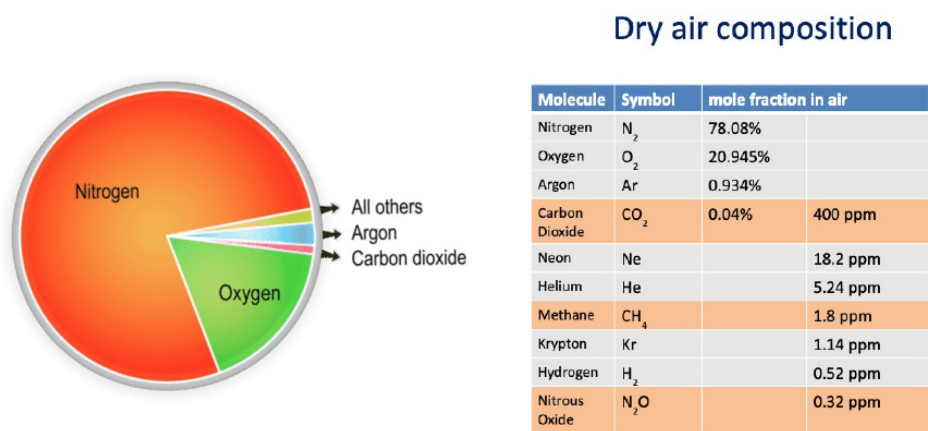 Dry air composition
Nitrogen
Oxygen
All others
Argon
Carbon dioxide
Molecule Symbol mole fraction in air
Nitrogen N₂ 78.08%
Oxygen O₂ 20.945%
Argon Ar 0.934%
Carbon Dioxide CO₂ 0.04% 400 ppm
Neon Ne 18.2 ppm
Helium He 5.24 ppm
Methane CH₄ 1.8 ppm
Krypton Kr 1.14 ppm
Hydrogen H₂ 0.52 ppm
Nitrous Oxide N₂O 0.32 ppm